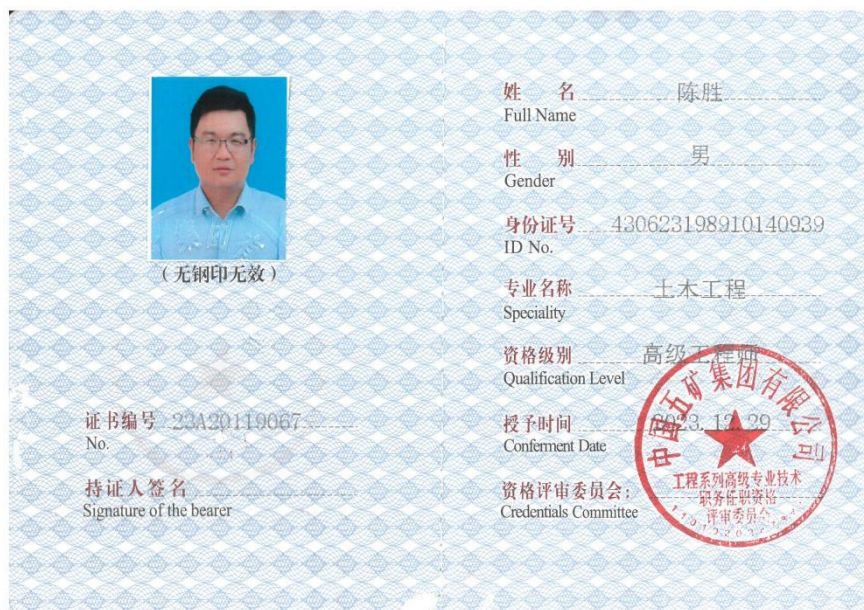 (无钢印无效)
证书编号 23A20119067
No.
持证人签名
Signature of the bearer
姓 名 陈胜
Full Name
性 别 男
Gender
身份证号 430623198910140939
ID No.
专业名称 土木工程
Speciality
资格级别 高级工程师
Qualification Level
授予时间 2023.12.29
Conferment Date
资格评审委员会:
Credentials Committee
中国五矿集团有限公司
工程系列高级专业技术
职务任职资格
评审委员会